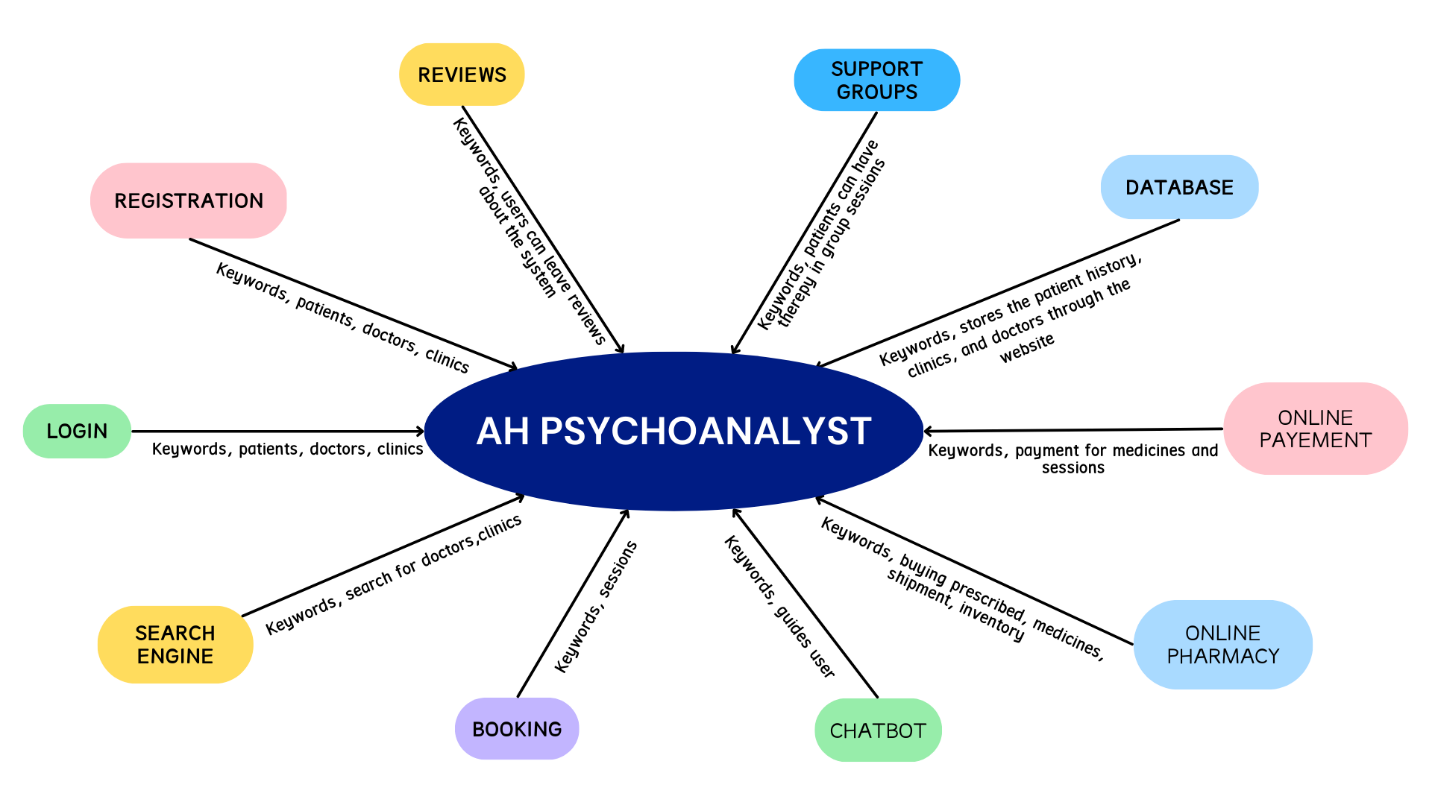 REVIEWS
SUPPORT
GROUPS
Keywords, users can leave reviews
about the system
Keywords, patients can have
therepy in group sessions
DATABASE
REGISTRATION
Keywords, patients, doctors, clinics
Keywords, stores the patient history,
clinics, and doctors through the
website
LOGIN
Keywords, patients, doctors, clinics
AH PSYCHOANALYST
ONLINE
PAYEMENT
Keywords, payment for medicines and
sessions
SEARCH
ENGINE
Keywords, search for doctors,clinics
BOOKING
Keywords, sessions
CHATBOT
Keywords, guides user
ONLINE
PHARMACY
Keywords, buying prescribed, medicines,
shipment, inventory